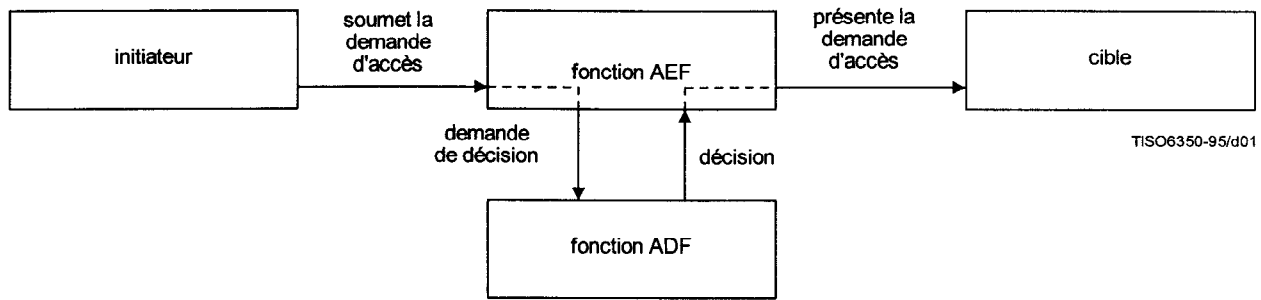 initiateur
soumet la
demande
d'accès
fonction AEF
présente la
demande
d'accès
cible
TISO6350-95/d01
demande
de décision
décision
fonction ADF